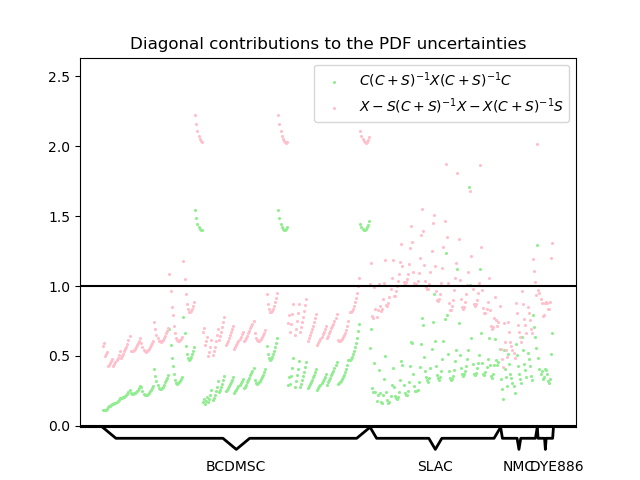 Diagonal contributions to the PDF uncertainties
C(C + S)⁻¹X(C + S)⁻¹C
X − S(C + S)⁻¹X − X(C + S)⁻¹S
2.5
2.0
1.5
1.0
0.5
0.0
BCDMSC SLAC NMC DYE886